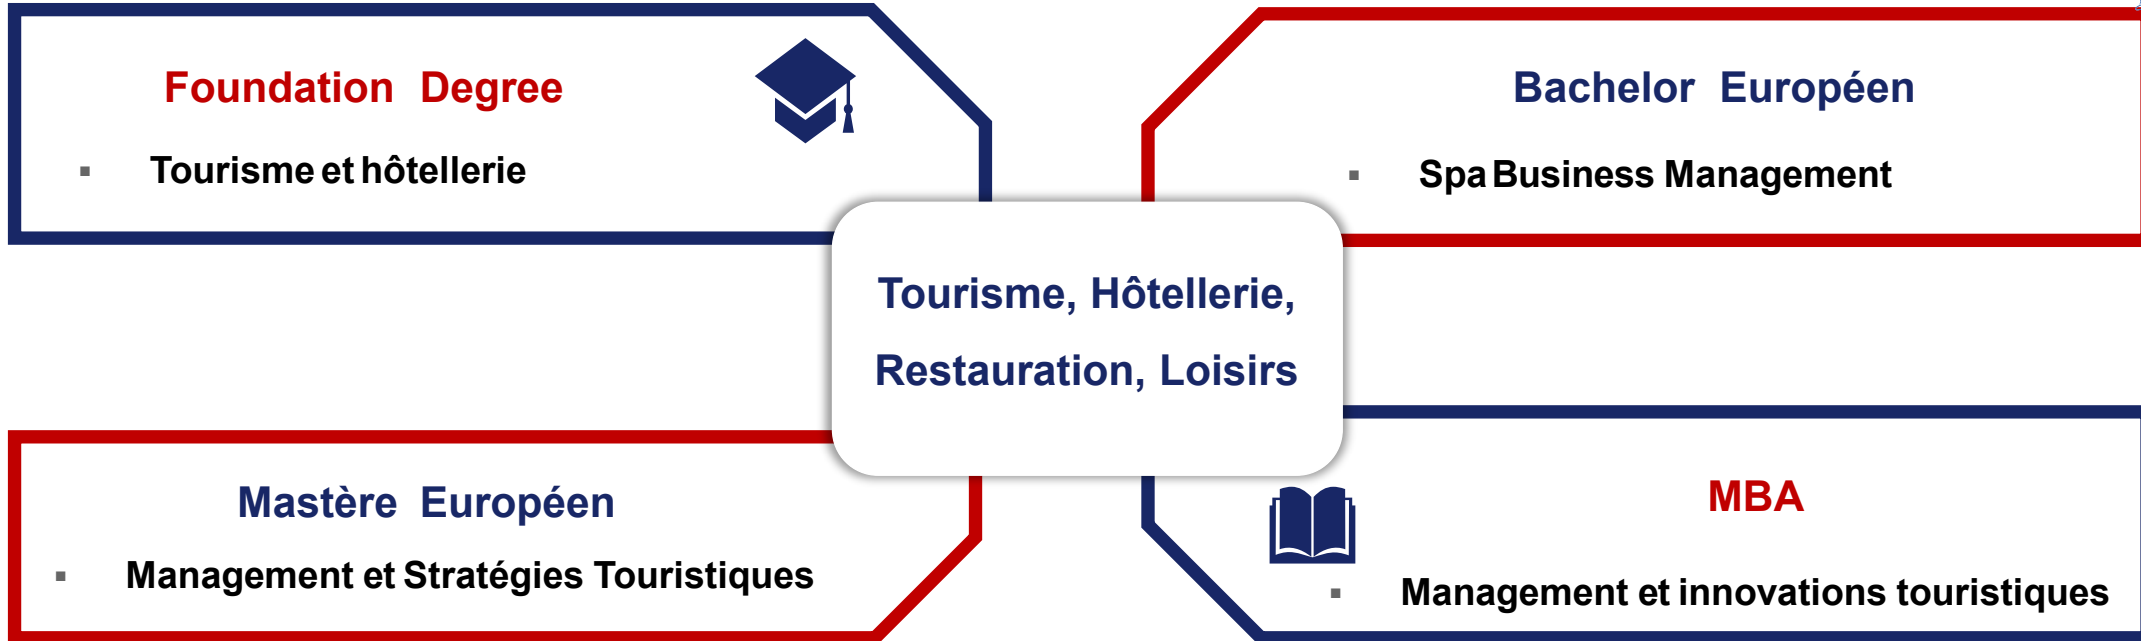 Foundation Degree
▪ Tourisme et hôtellerie
Bachelor Européen
▪ Spa Business Management
Tourisme, Hôtellerie,
Restauration, Loisirs
Mastère Européen
▪ Management et Stratégies Touristiques
MBA
▪ Management et innovations touristiques